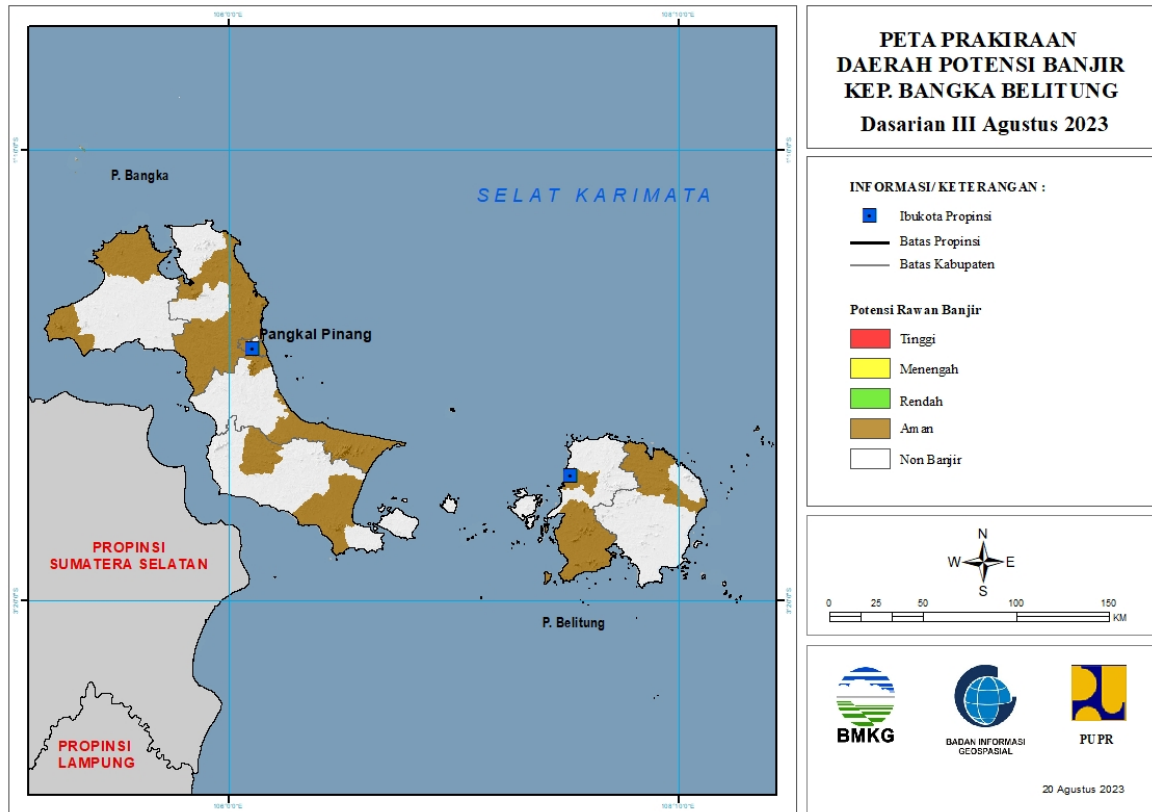 PETA PRAKIRAAN
DAERAH POTENSI BANJIR
KEP. BANGKA BELITUNG
Dasarian III Agustus 2023
P. Bangka
SELAT KARIMATA
Pangkal Pinang
PROPINSI
SUMATERA SELATAN
P. Belitung
PROPINSI
LAMPUNG
INFORMASI/ KETERANGAN :
Ibukota Propinsi
Batas Propinsi
Batas Kabupaten
Potensi Rawan Banjir
Tinggi
Menengah
Rendah
Aman
Non Banjir
N
W E
S
0 25 50 100 150
KM
BMKG
BADAN INFORMASI
GEOSPASIAL
PUPR
20 Agustus 2023